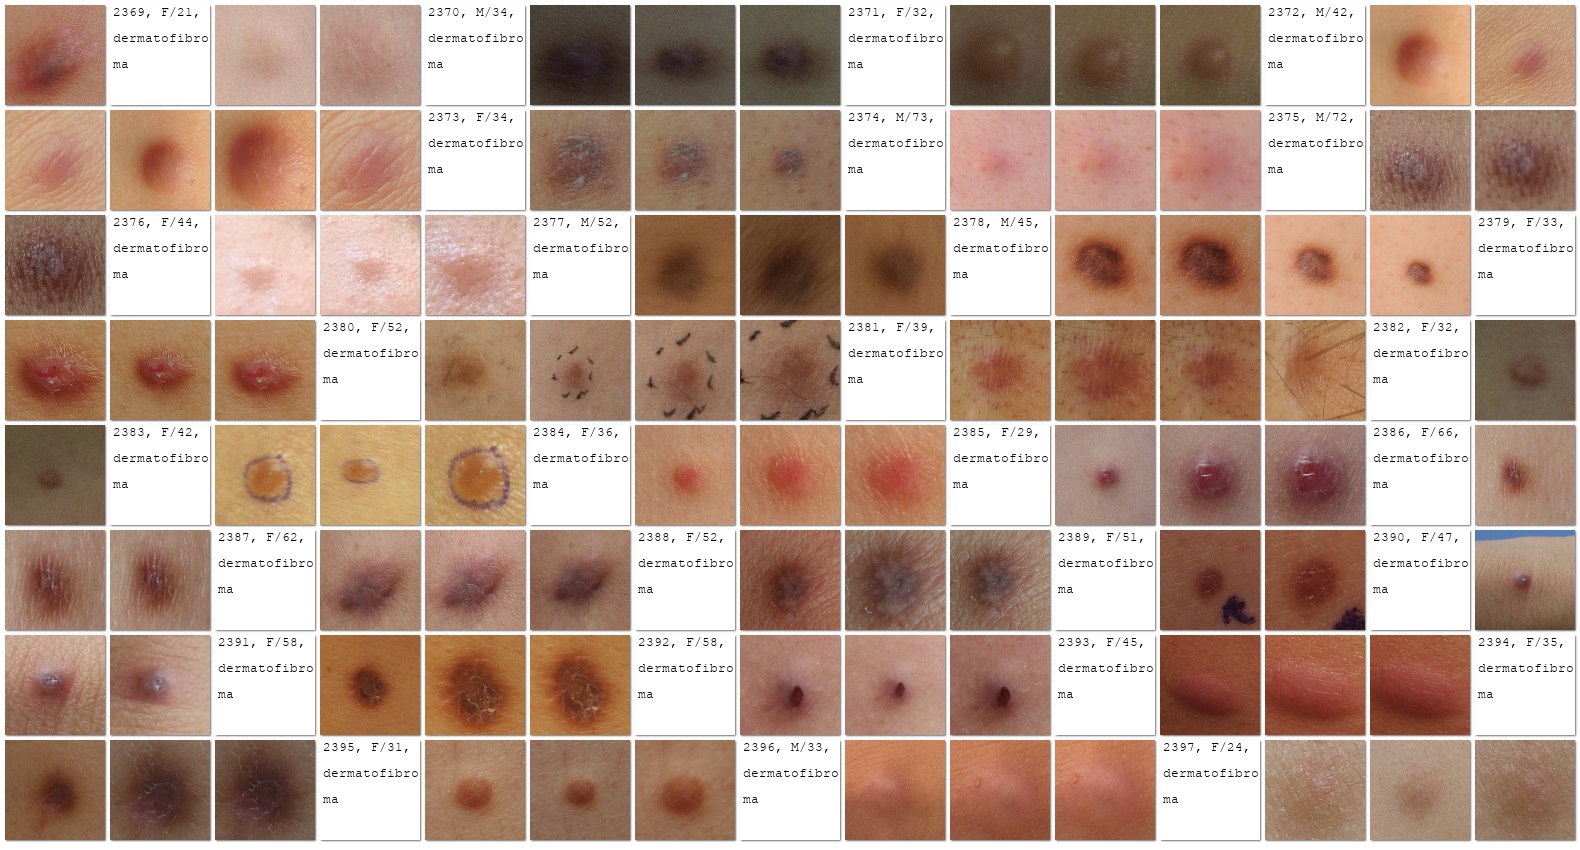 2369, F/21,
dermatofibro
ma
2370, M/34,
dermatofibro
ma
2371, F/32,
dermatofibro
ma
2372, M/42,
dermatofibro
ma
2373, F/34,
dermatofibro
ma
2374, M/73,
dermatofibro
ma
2375, M/72,
dermatofibro
ma
2376, F/44,
dermatofibro
ma
2377, M/52,
dermatofibro
ma
2378, M/45,
dermatofibro
ma
2379, F/33,
dermatofibro
ma
2380, F/52,
dermatofibro
ma
2381, F/39,
dermatofibro
ma
2382, F/32,
dermatofibro
ma
2383, F/42,
dermatofibro
ma
2384, F/36,
dermatofibro
ma
2385, F/29,
dermatofibro
ma
2386, F/66,
dermatofibro
ma
2387, F/62,
dermatofibro
ma
2388, F/52,
dermatofibro
ma
2389, F/51,
dermatofibro
ma
2390, F/47,
dermatofibro
ma
2391, F/58,
dermatofibro
ma
2392, F/58,
dermatofibro
ma
2393, F/45,
dermatofibro
ma
2394, F/35,
dermatofibro
ma
2395, F/31,
dermatofibro
ma
2396, M/33,
dermatofibro
ma
2397, F/24,
dermatofibro
ma